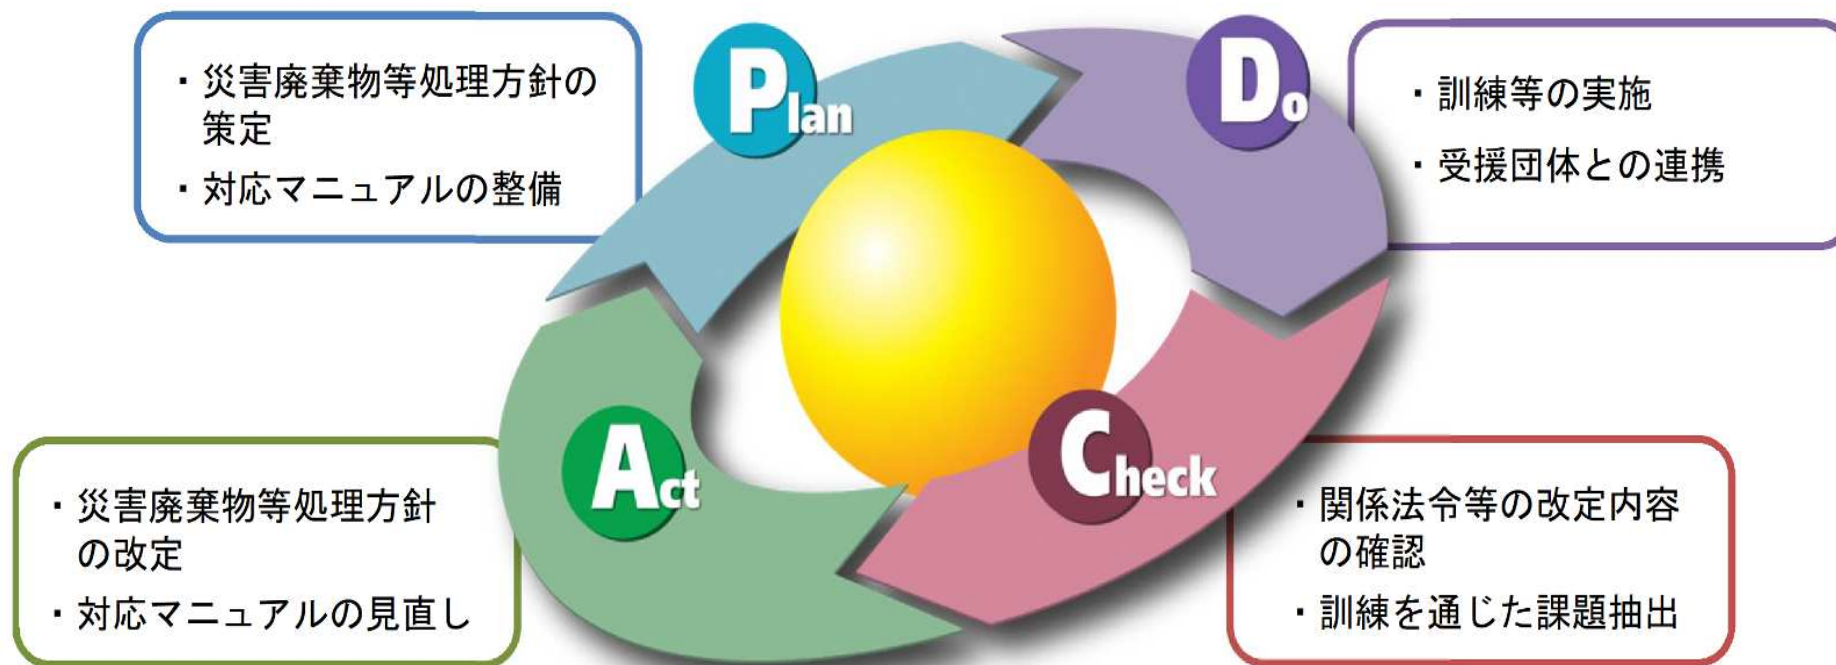 ・災害廃棄物等処理方針の
策定
・対応マニュアルの整備
Plan
Do
・訓練等の実施
・受援団体との連携
Act
・災害廃棄物等処理方針
の改定
・対応マニュアルの見直し
Check
・関係法令等の改定内容
の確認
・訓練を通じた課題抽出